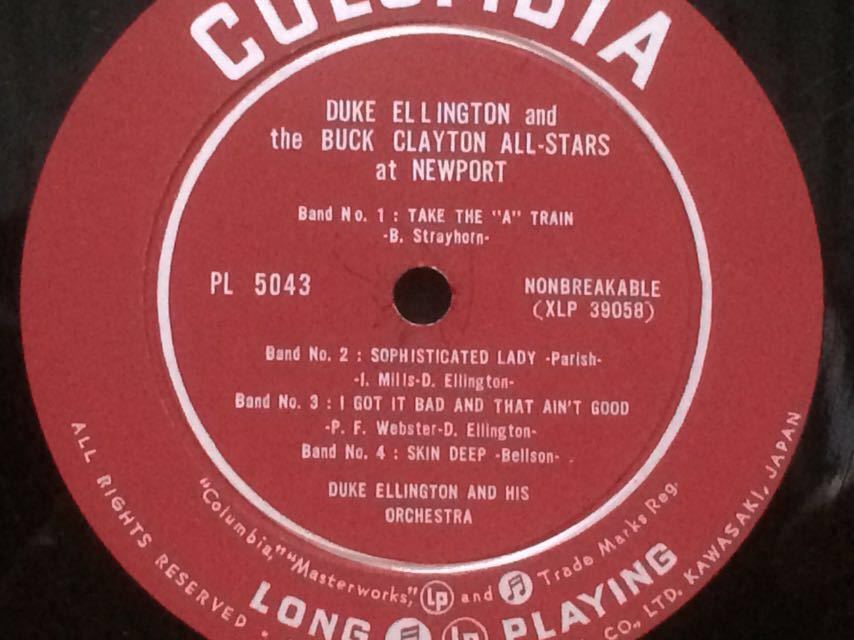 COLUMBIA
DUKE ELLINGTON and
the BUCK CLAYTON ALL-STARS
at NEWPORT
Band No. 1 : TAKE THE "A" TRAIN
-B. Strayhorn-
PL 5043
NONBREAKABLE
(XLP 39058)
Band No. 2 : SOPHISTICATED LADY -Parish-
-I. Mills-D. Ellington-
Band No. 3 : I GOT IT BAD AND THAT AIN'T GOOD
-P. F. Webster-D. Ellington-
Band No. 4 : SKIN DEEP -Bellson-
DUKE ELLINGTON AND HIS
ORCHESTRA
"Columbia," "Masterworks," Lp and Trade Marks Reg.
LONG Lp PLAYING
ALL RIGHTS RESERVED
CO., LTD. KAWASAKI, JAPAN